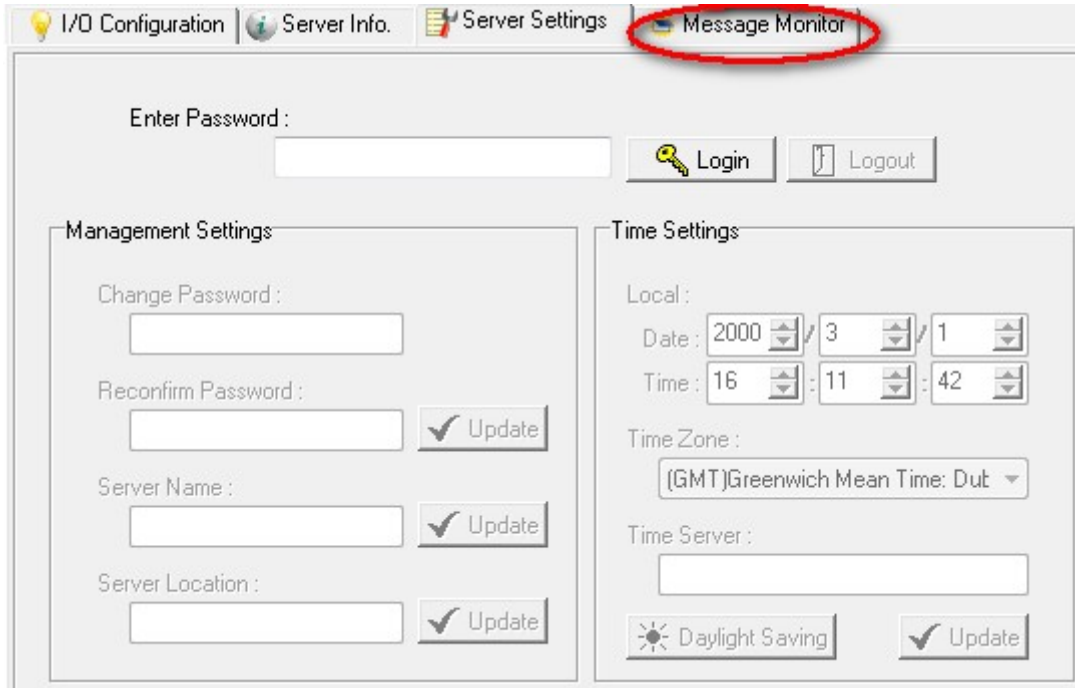 I/O Configuration Server Info. Server Settings Message Monitor
Enter Password :
Login Logout
Management Settings
Change Password :
Reconfirm Password :
Update
Server Name :
Update
Server Location :
Update
Time Settings
Local :
Date : 2000 / 3 / 1
Time : 16 : 11 : 42
Time Zone :
(GMT)Greenwich Mean Time: Dub
Time Server :
Daylight Saving Update